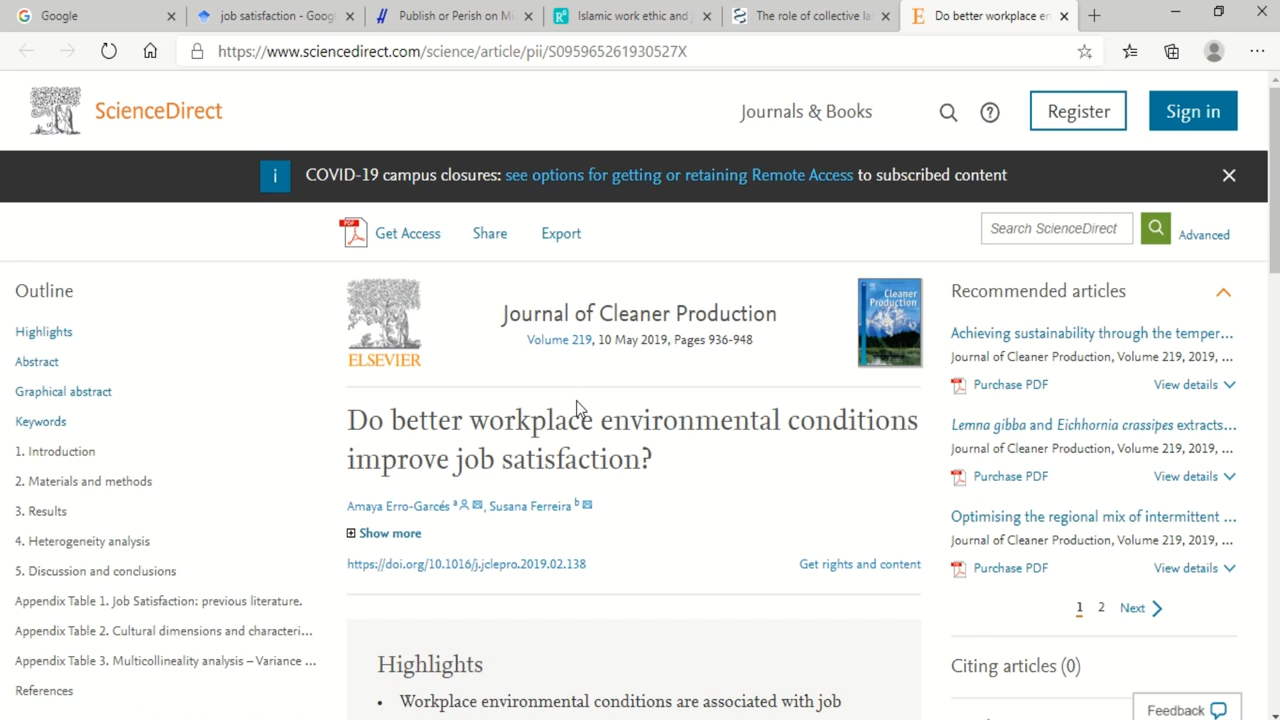 Google
job satisfaction - Goog
Publish or Perish on Mi
Islamic work ethic and
The role of collective la
Do better workplace en
https://www.sciencedirect.com/science/article/pii/S095965261930527X
ScienceDirect
Journals & Books
Register
Sign in
COVID-19 campus closures: see options for getting or retaining Remote Access to subscribed content
Get Access
Share
Export
Search ScienceDirect
Advanced
Outline
Highlights
Abstract
Graphical abstract
Keywords
1. Introduction
2. Materials and methods
3. Results
4. Heterogeneity analysis
5. Discussion and conclusions
Appendix Table 1. Job Satisfaction: previous literature.
Appendix Table 2. Cultural dimensions and characteri...
Appendix Table 3. Multicollineality analysis – Variance ...
References
ELSEVIER
Journal of Cleaner Production
Volume 219, 10 May 2019, Pages 936-948
Cleaner
Production
Do better workplace environmental conditions
improve job satisfaction?
Amaya Erro-Garcés a, Susana Ferreira b
Show more
https://doi.org/10.1016/j.jclepro.2019.02.138
Get rights and content
Highlights
• Workplace environmental conditions are associated with job
Recommended articles
Achieving sustainability through the temper...
Journal of Cleaner Production, Volume 219, 2019, ...
Purchase PDF
View details
Lemna gibba and Eichhornia crassipes extracts...
Journal of Cleaner Production, Volume 219, 2019, ...
Purchase PDF
View details
Optimising the regional mix of intermittent ...
Journal of Cleaner Production, Volume 219, 2019, ...
Purchase PDF
View details
1 2 Next
Citing articles (0)
Feedback